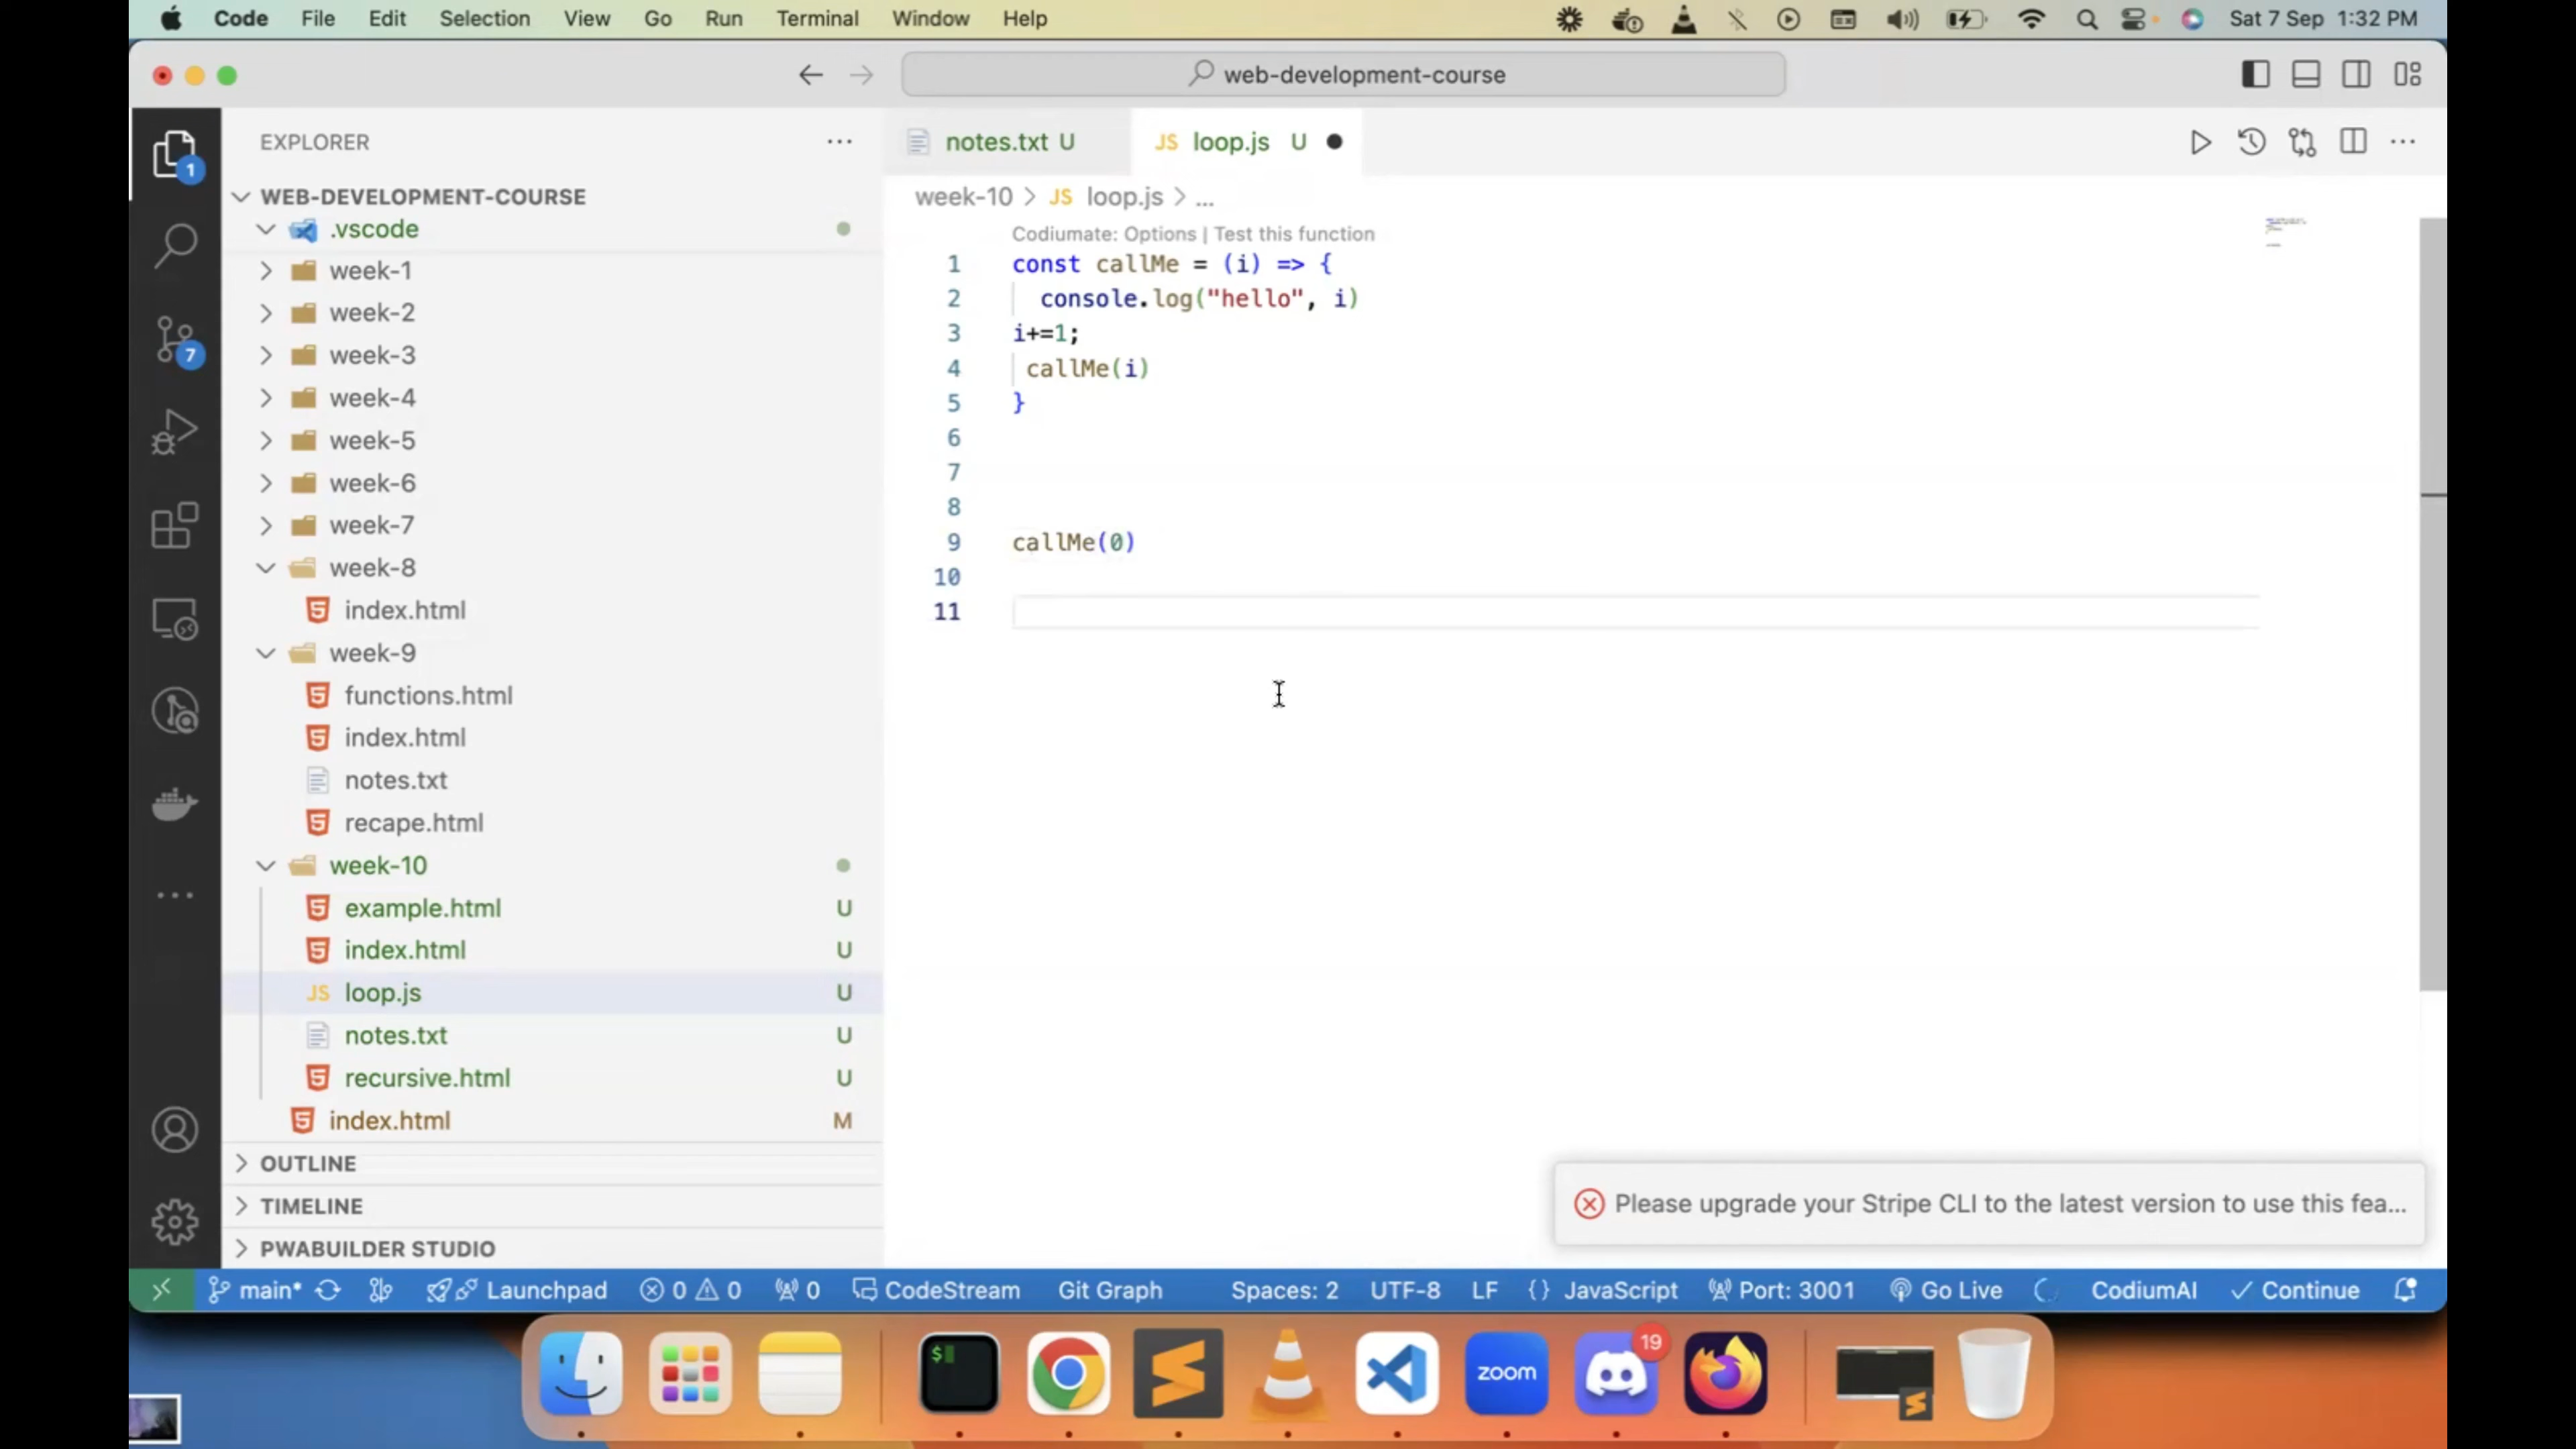 Code File Edit Selection View Go Run Terminal Window Help Sat 7 Sep 1:32 PM
web-development-course
EXPLORER
WEB-DEVELOPMENT-COURSE
.vscode
week-1
week-2
week-3
week-4
week-5
week-6
week-7
week-8
index.html
week-9
functions.html
index.html
notes.txt
recape.html
week-10
example.html U
index.html U
loop.js U
notes.txt U
recursive.html U
index.html M
OUTLINE
TIMELINE
PWABUILDER STUDIO
1
7
notes.txt U
JS loop.js U
week-10 > JS loop.js > ...
Codiumate: Options | Test this function
1 const callMe = (i) => {
2 console.log("hello", i)
3 i+=1;
4 callMe(i)
5 }
6
7
8
9 callMe(0)
10
11
Please upgrade your Stripe CLI to the latest version to use this fea...
main* Launchpad 0 0 0 CodeStream Git Graph Spaces: 2 UTF-8 LF {} JavaScript Port: 3001 Go Live CodiumAI Continue
$
zoom
19